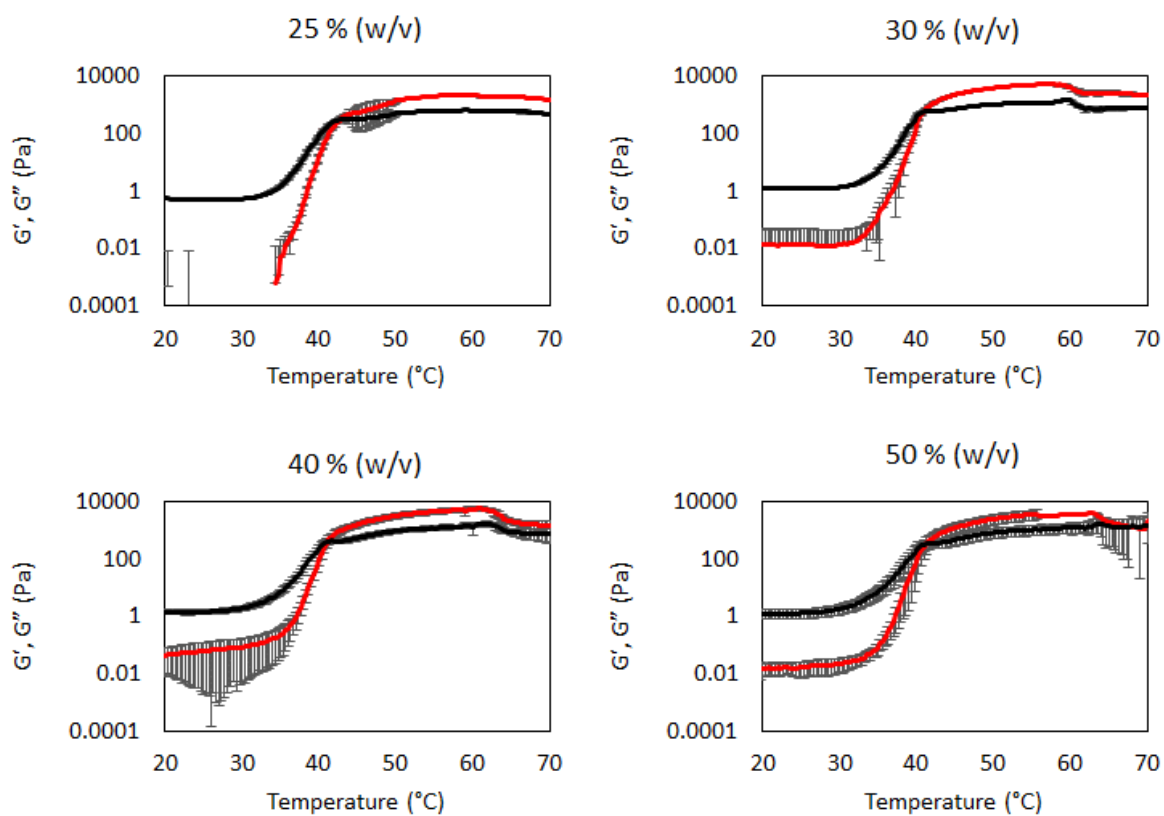 25 % (w/v)
10000
100
1
0.01
0.0001
G′, G″ (Pa)
20 30 40 50 60 70
Temperature (°C)
30 % (w/v)
10000
100
1
0.01
0.0001
G′, G″ (Pa)
20 30 40 50 60 70
Temperature (°C)
40 % (w/v)
10000
100
1
0.01
0.0001
G′, G″ (Pa)
20 30 40 50 60 70
Temperature (°C)
50 % (w/v)
10000
100
1
0.01
0.0001
G′, G″ (Pa)
20 30 40 50 60 70
Temperature (°C)